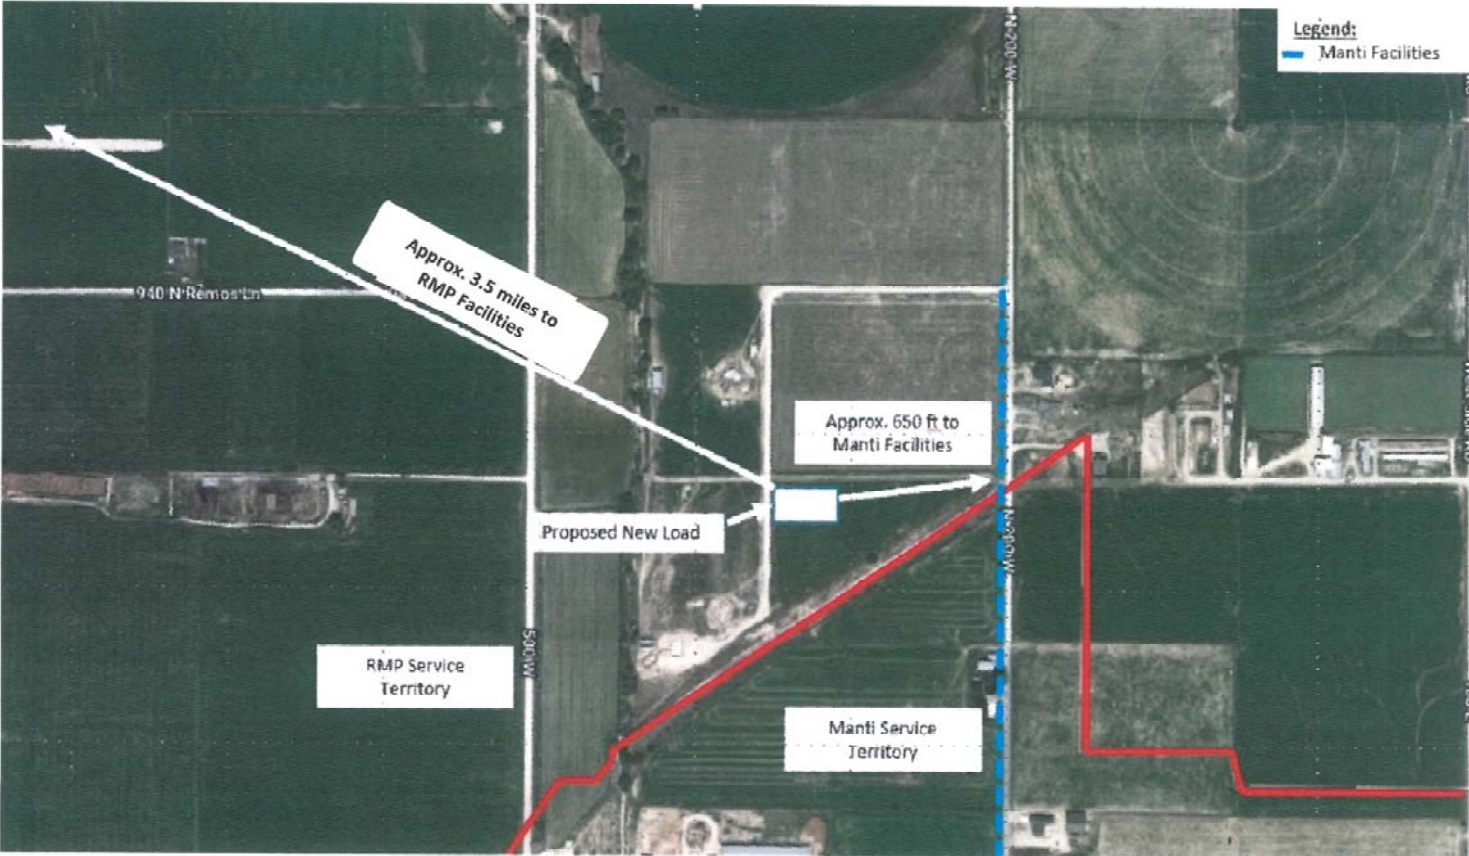 N 200 W
Legend:
Manti Facilities
Approx. 3.5 miles to
RMP Facilities
940 N Remos Ln
Approx. 650 ft to
Manti Facilities
Proposed New Load
N 200 W
500 W
RMP Service
Territory
Manti Service
Territory